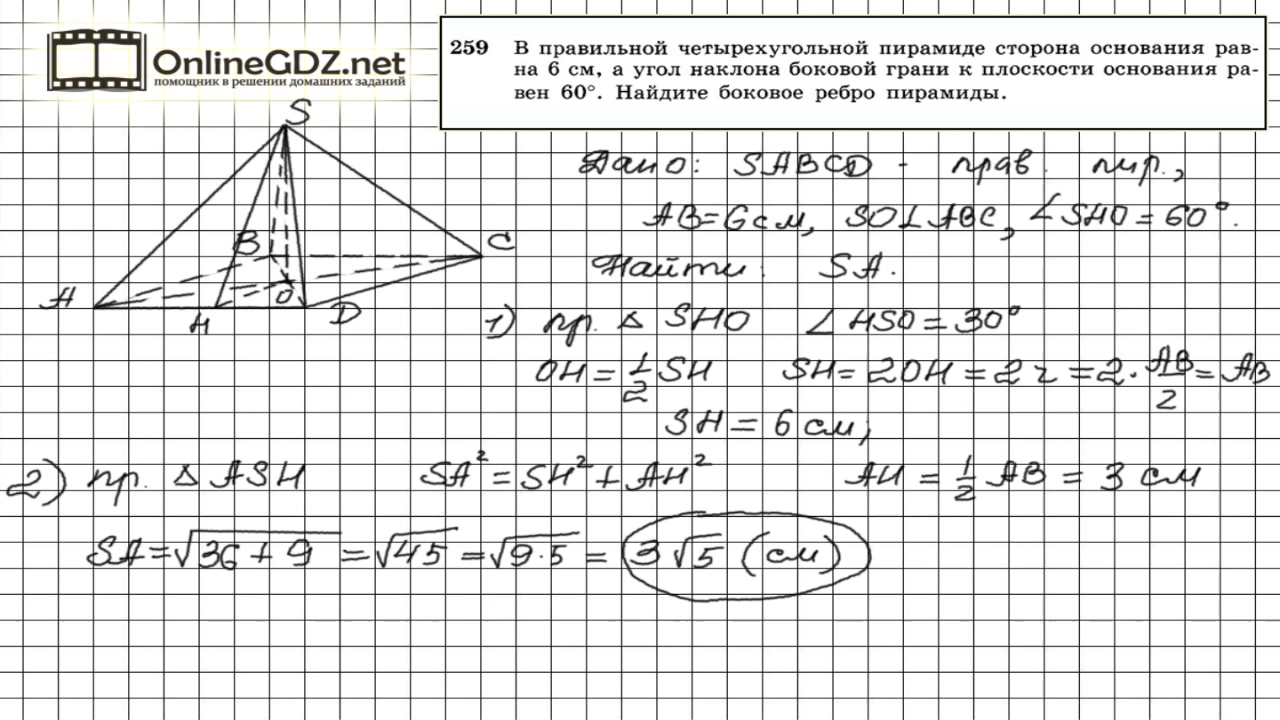 OnlineGDZ.net
помощник в решении домашних заданий
259 В правильной четырехугольной пирамиде сторона основания рав-
на 6 см, а угол наклона боковой грани к плоскости основания ра-
вен 60°. Найдите боковое ребро пирамиды.
S
B
C
A
O
H
D
Дано: SABCD - прав. пир.,
AB=6см, SO⊥ABC, ∠SHO=60°.
Найти: SA.
1) пр. △ SHO ∠HSO=30°
OH=1/2 SH SH=2OH=2r=2·AB/2=AB
SH=6см,
2) пр. △ ASH SA²=SH²+AH² AH=1/2 AB=3 см
SA=√36+9=√45=√9·5=3√5 (см)